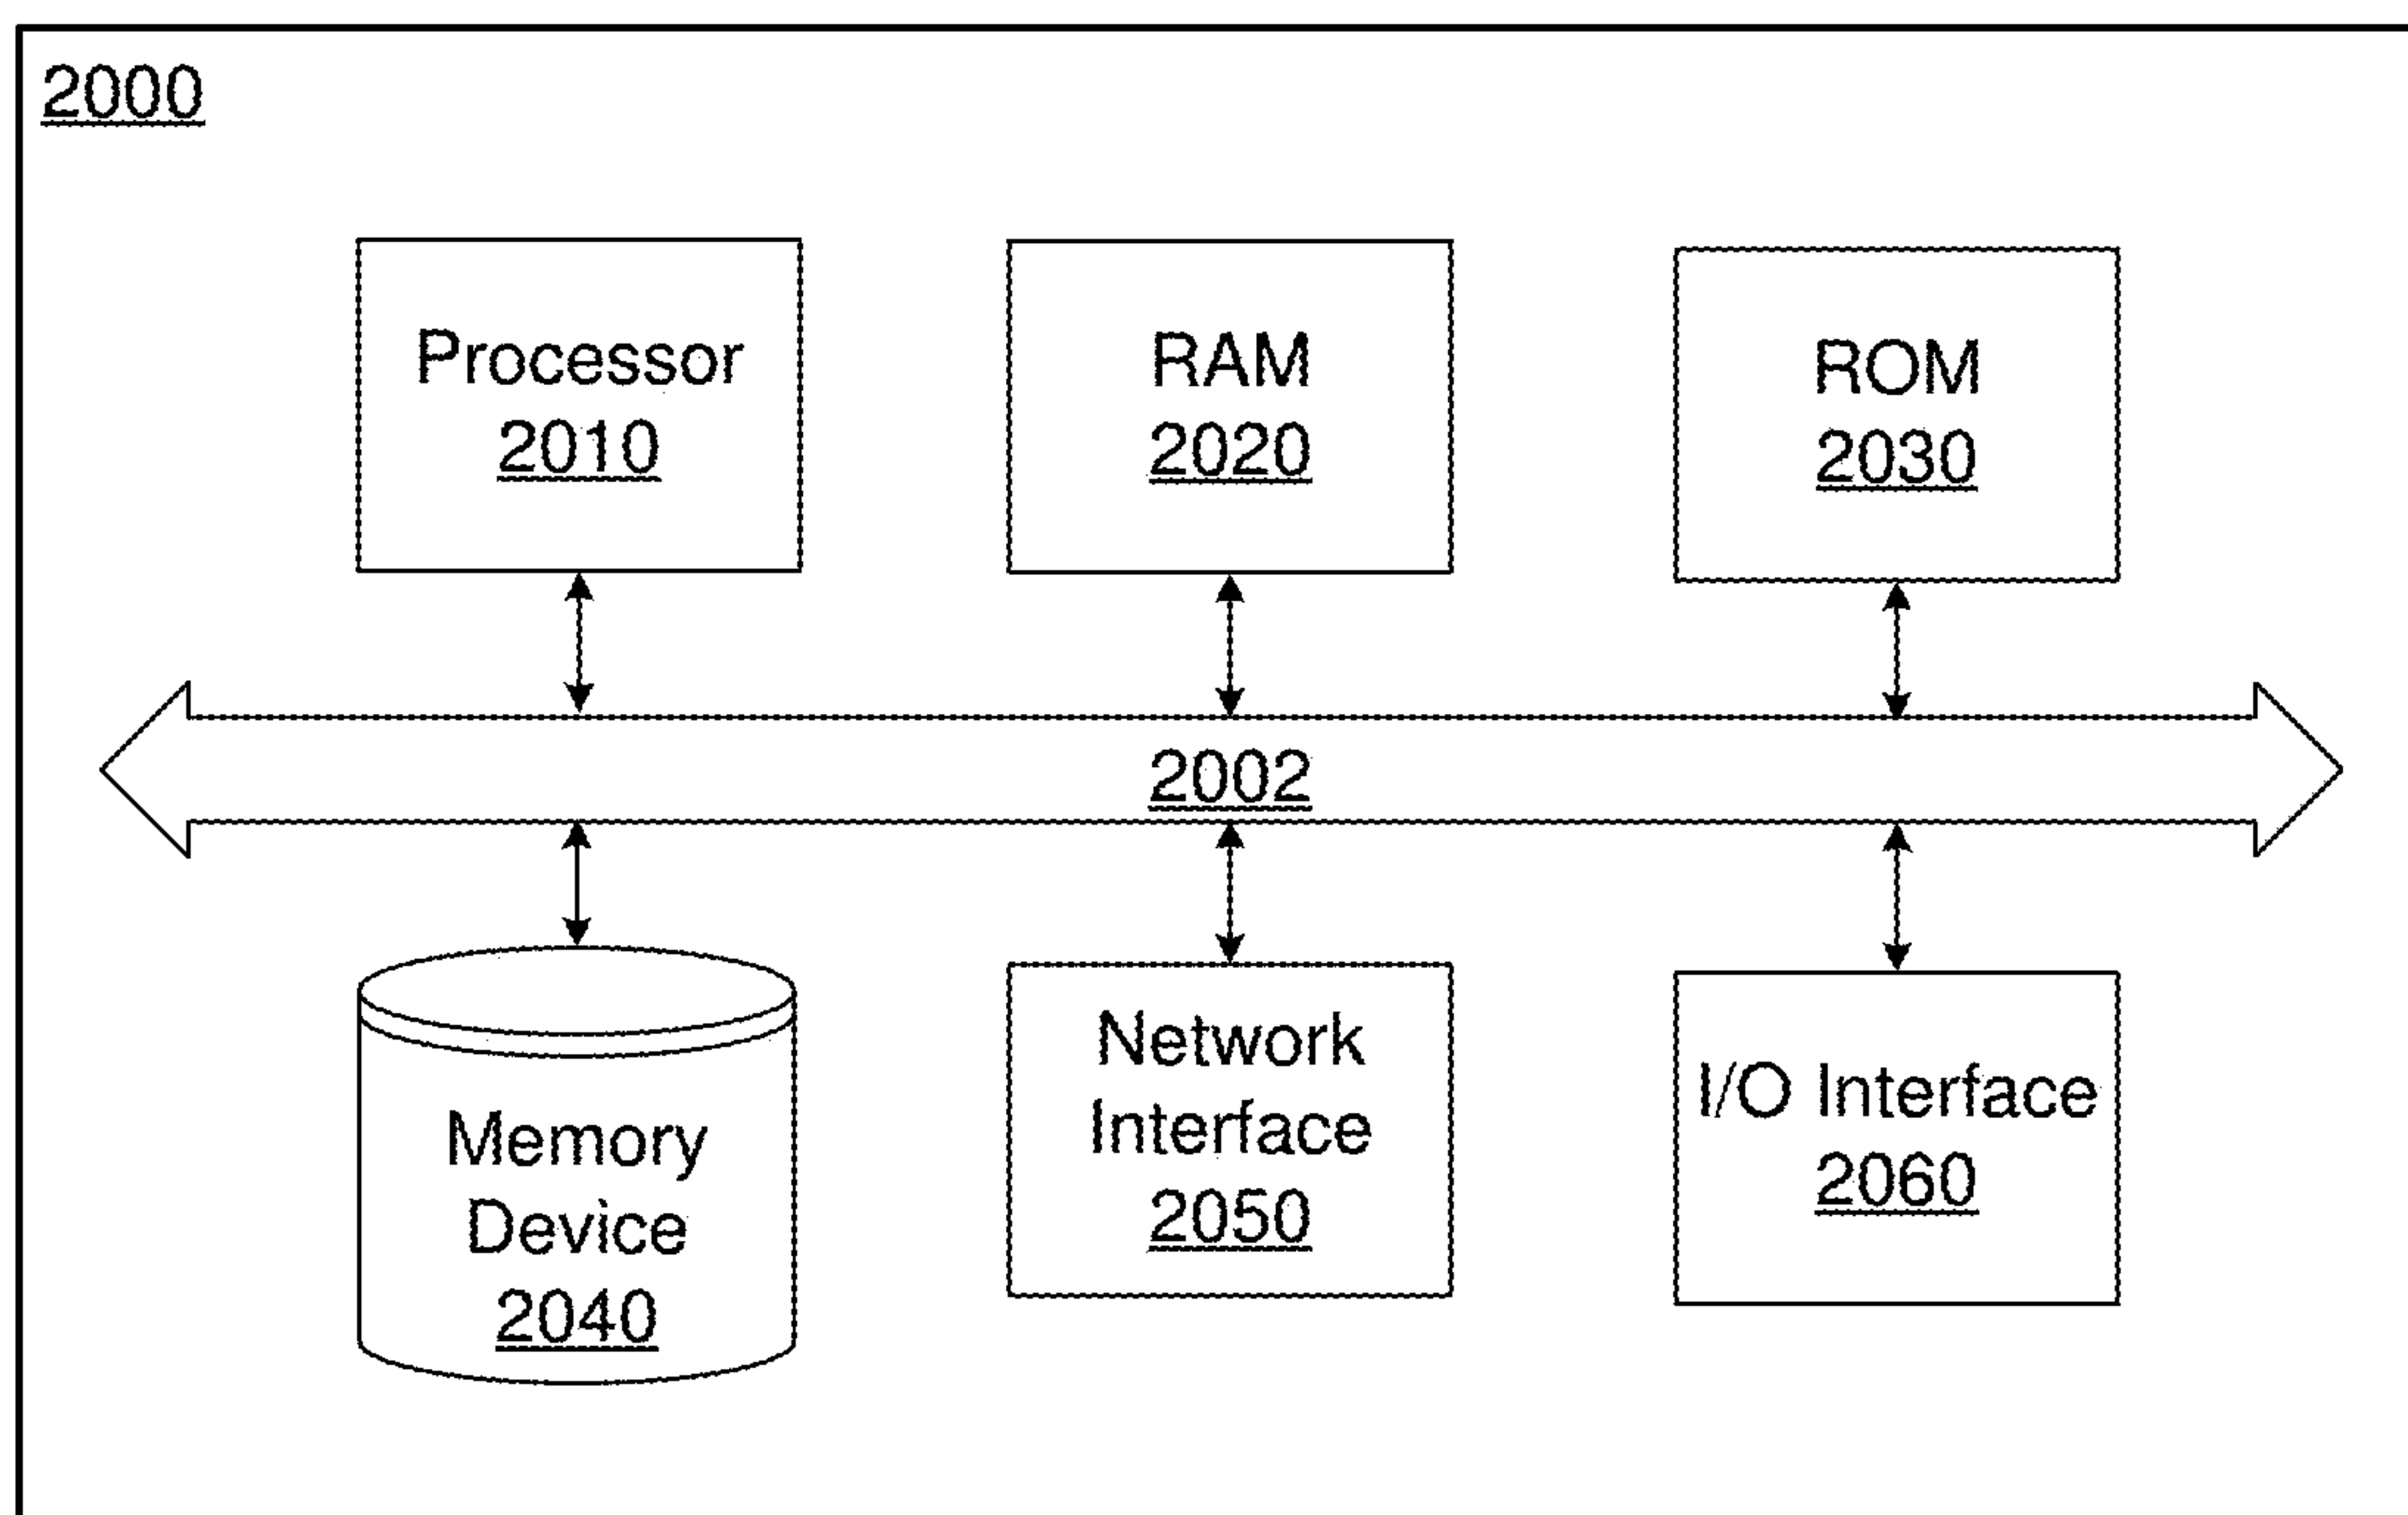 2000
Processor
2010
RAM
2020
ROM
2030
2002
Memory
Device
2040
Network
Interface
2050
I/O Interface
2060